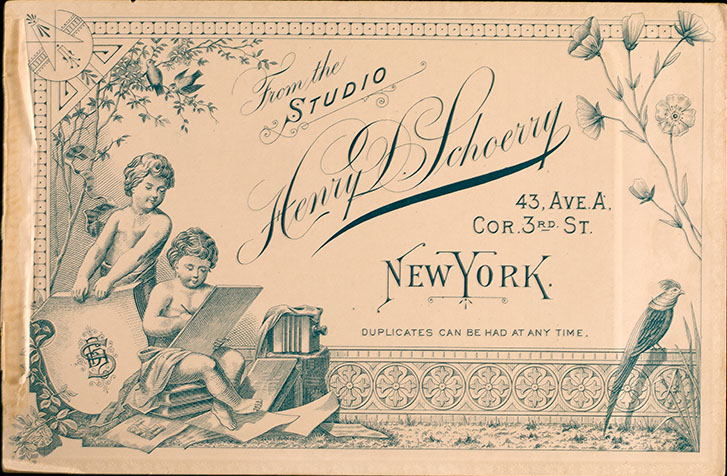 From the
STUDIO
Henry D. Schoerry
43, AVE. A,
COR. 3RD. ST.
NEW YORK.
DUPLICATES CAN BE HAD AT ANY TIME.